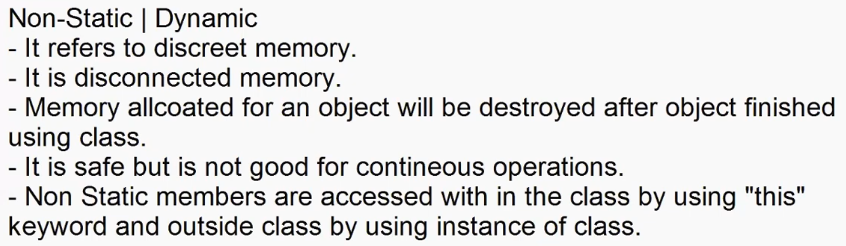 Non-Static | Dynamic
- It refers to discreet memory.
- It is disconnected memory.
- Memory allcoated for an object will be destroyed after object finished
using class.
- It is safe but is not good for contineous operations.
- Non Static members are accessed with in the class by using "this"
keyword and outside class by using instance of class.